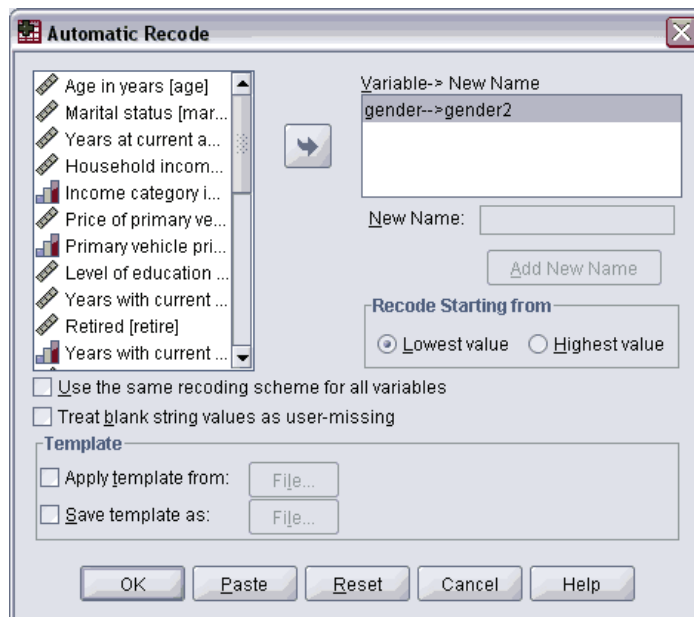 Automatic Recode
Age in years [age]
Marital status [mar...
Years at current a...
Household incom...
Income category i...
Price of primary ve...
Primary vehicle pri...
Level of education ...
Years with current ...
Retired [retire]
Years with current ...
Variable-> New Name
gender-->gender2
New Name:
Add New Name
Recode Starting from
Lowest value
Highest value
Use the same recoding scheme for all variables
Treat blank string values as user-missing
Template
Apply template from:
File...
Save template as:
File...
OK
Paste
Reset
Cancel
Help